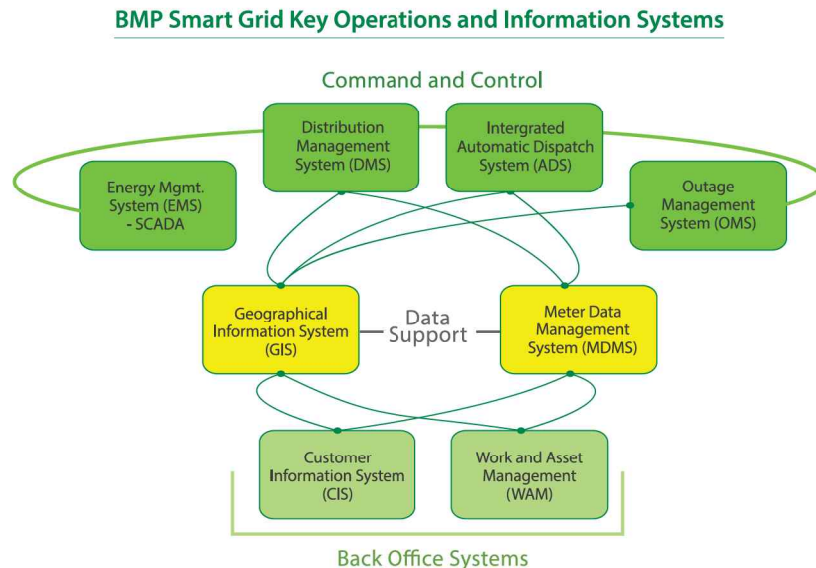 BMP Smart Grid Key Operations and Information Systems
Command and Control
Distribution
Management
System (DMS)
Intergrated
Automatic Dispatch
System (ADS)
Energy Mgmt.
System (EMS)
- SCADA
Outage
Management
System (OMS)
Geographical
Information System
(GIS)
Data
Support
Meter Data
Management
System (MDMS)
Customer
Information System
(CIS)
Work and Asset
Management
(WAM)
Back Office Systems